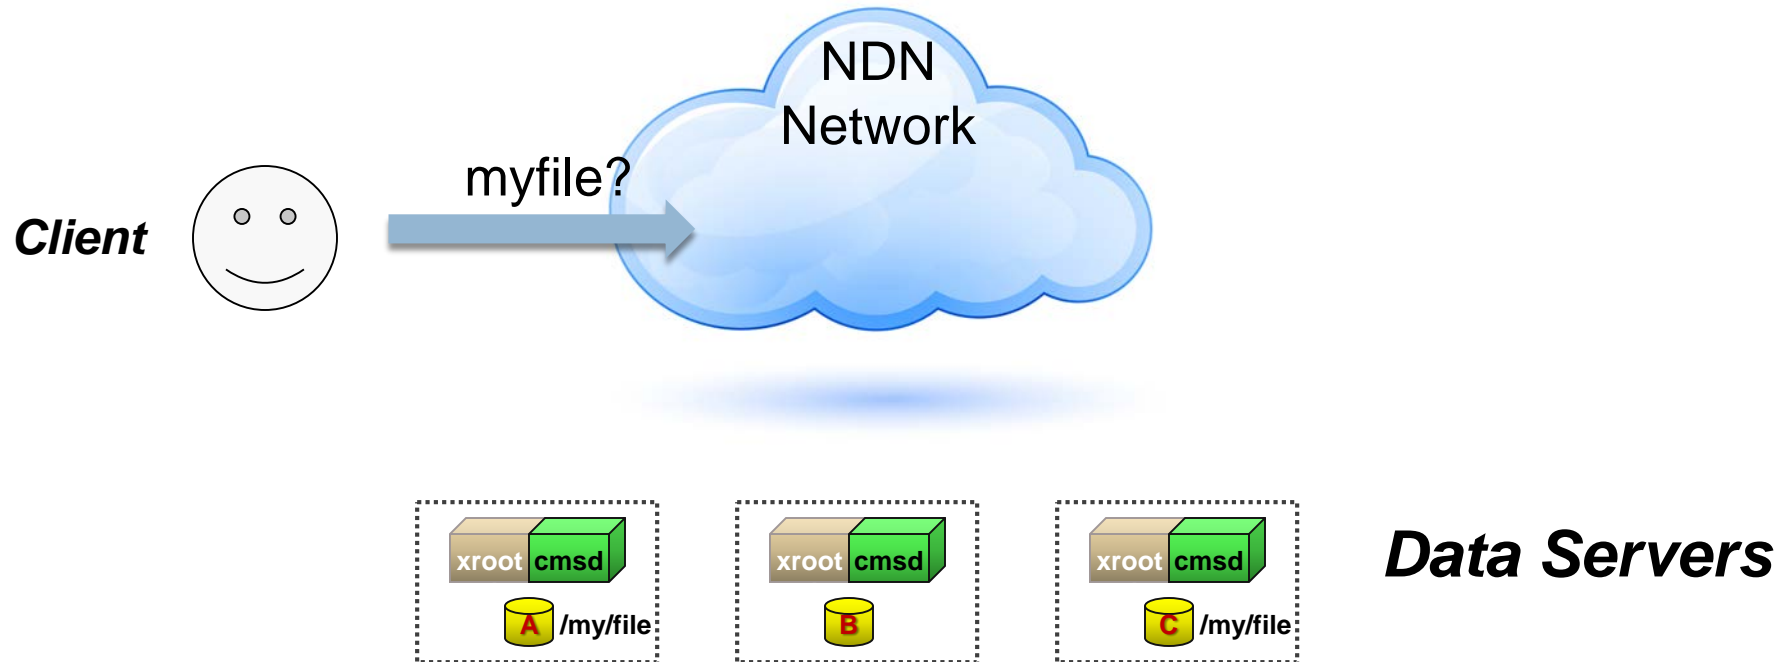 NDN
Network
myfile?
Client
xroot cmsd
A /my/file
xroot cmsd
B
xroot cmsd
C /my/file
Data Servers